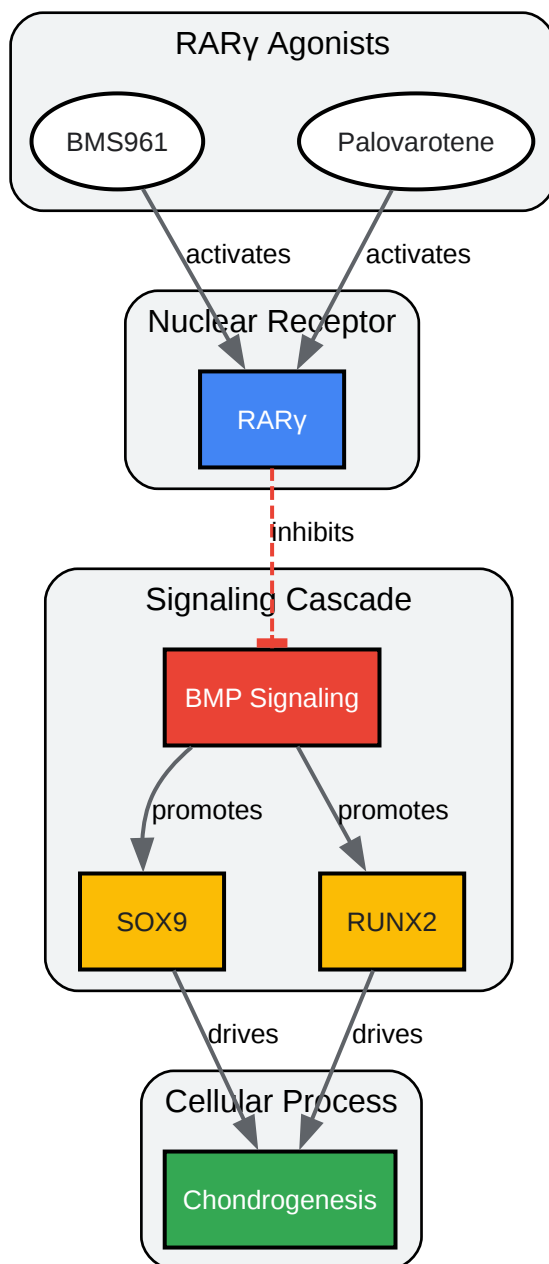 RARγ Agonists
BMS961
Palovarotene
activates
activates
Nuclear Receptor
RARγ
inhibits
Signaling Cascade
BMP Signaling
promotes
promotes
SOX9
RUNX2
drives
drives
Cellular Process
Chondrogenesis